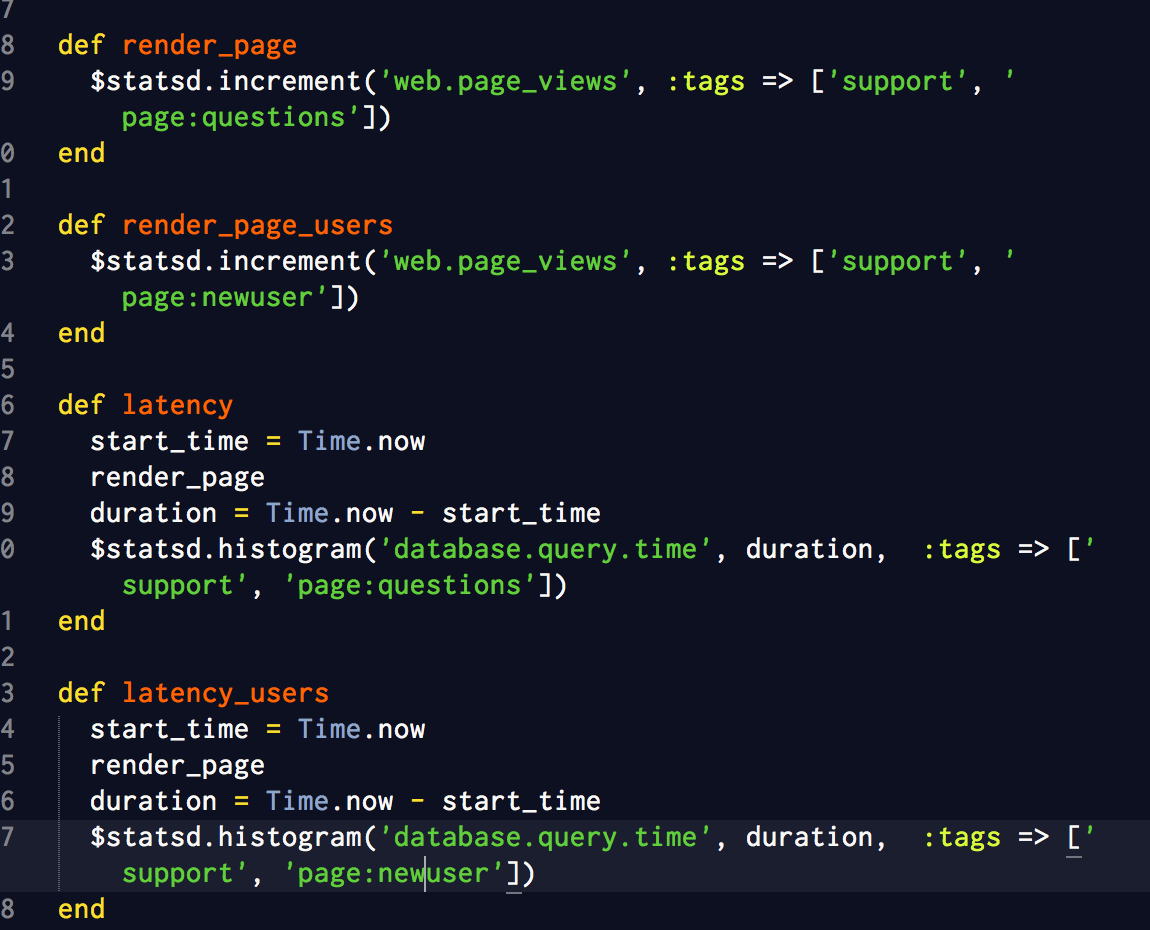 7
8 def render_page
9 $statsd.increment('web.page_views', :tags => ['support', '
page:questions'])
0 end
1
2 def render_page_users
3 $statsd.increment('web.page_views', :tags => ['support', '
page:newuser'])
4 end
5
6 def latency
7 start_time = Time.now
8 render_page
9 duration = Time.now - start_time
0 $statsd.histogram('database.query.time', duration,  :tags => ['
support', 'page:questions'])
1 end
2
3 def latency_users
4 start_time = Time.now
5 render_page
6 duration = Time.now - start_time
7 $statsd.histogram('database.query.time', duration,  :tags => ['
support', 'page:newuser'])
8 end